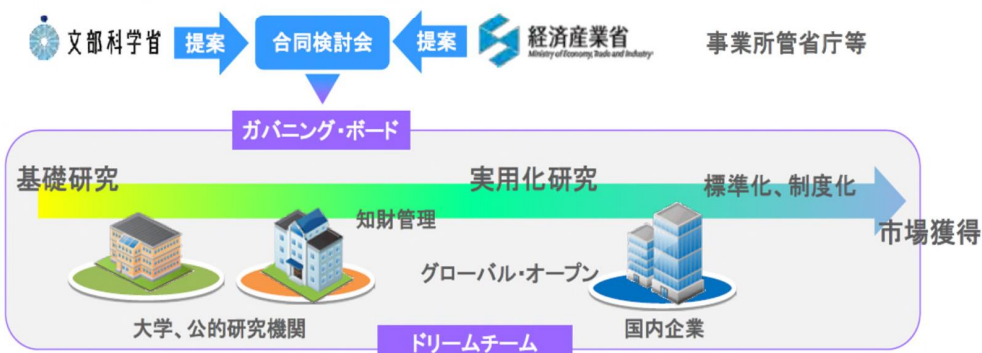 文部科学省
提案
合同検討会
提案
経済産業省
Ministry of Economy, Trade and Industry
事業所管省庁等
ガバニング・ボード
基礎研究
実用化研究
標準化、制度化
知財管理
市場獲得
グローバル・オープン
大学、公的研究機関
国内企業
ドリームチーム